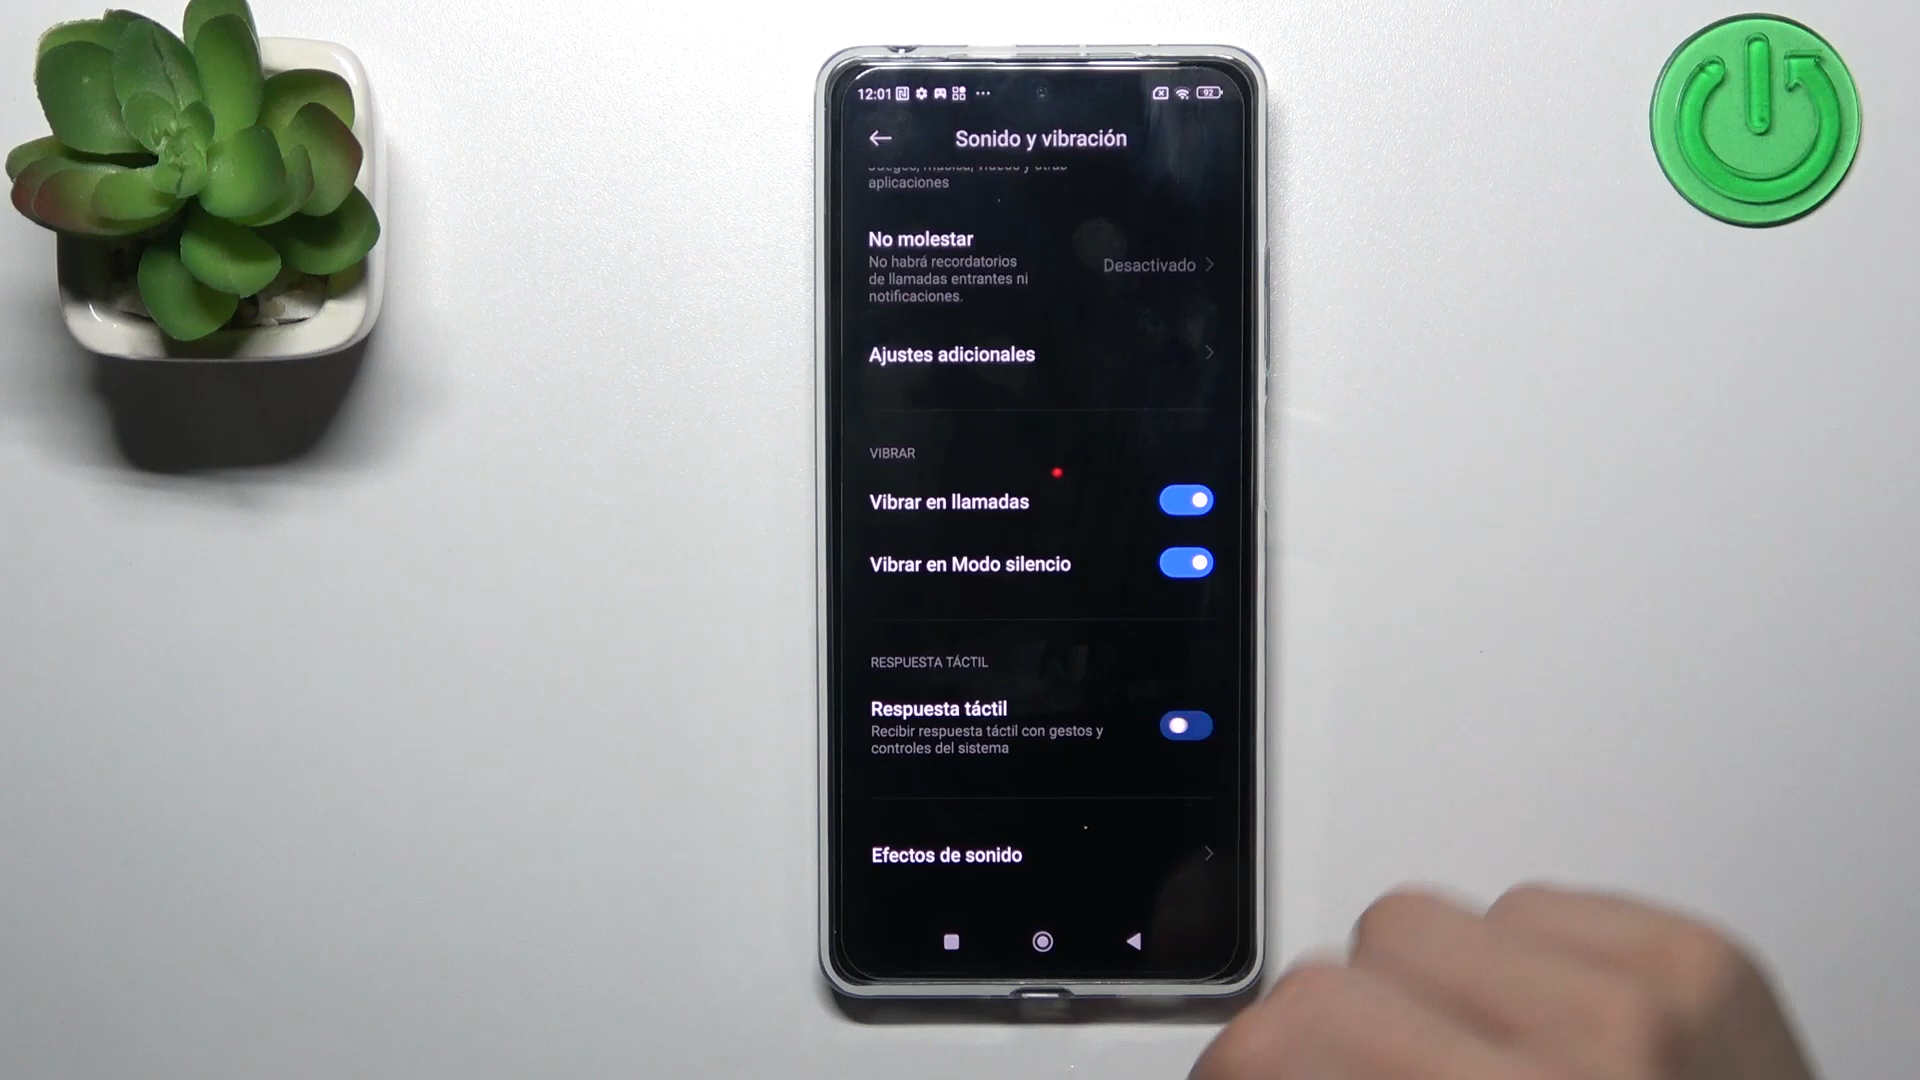 12:01
92
Sonido y vibración
Juegos, música, vídeos y otras
aplicaciones
No molestar
No habrá recordatorios
de llamadas entrantes ni
notificaciones.
Desactivado
Ajustes adicionales
VIBRAR
Vibrar en llamadas
Vibrar en Modo silencio
RESPUESTA TÁCTIL
Respuesta táctil
Recibir respuesta táctil con gestos y
controles del sistema
Efectos de sonido